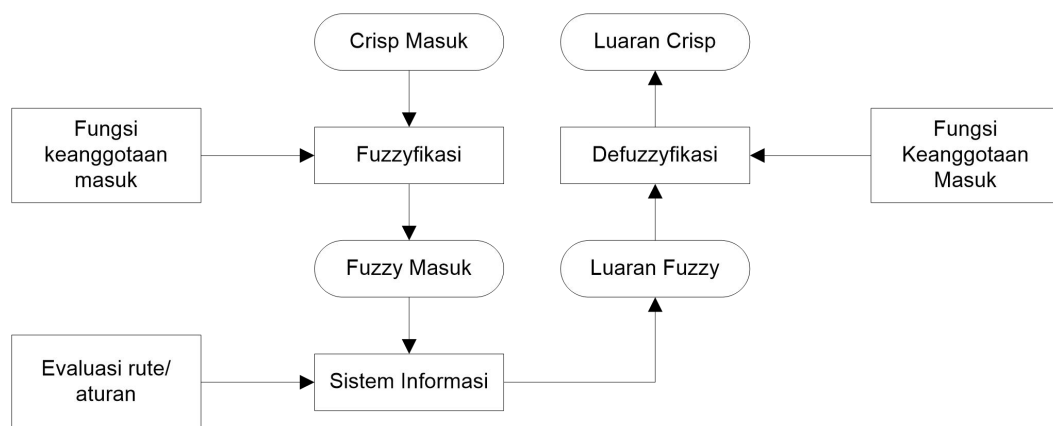 Crisp Masuk
Luaran Crisp
Fungsi
keanggotaan
masuk
Fuzzyfikasi
Defuzzyfikasi
Fungsi
Keanggotaan
Masuk
Fuzzy Masuk
Luaran Fuzzy
Evaluasi rute/
aturan
Sistem Informasi